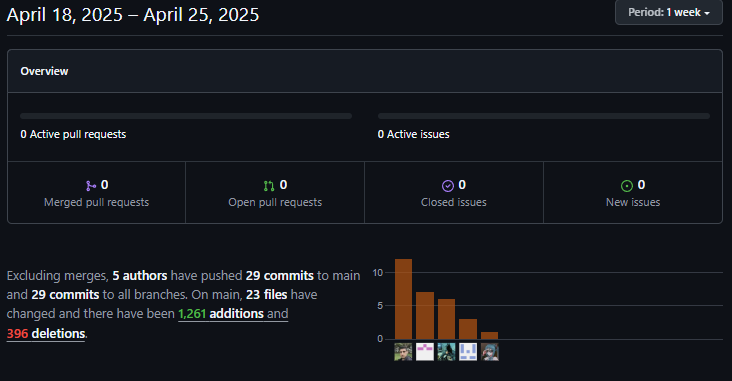 April 18, 2025 – April 25, 2025
Period: 1 week
Overview
0 Active pull requests
0 Active issues
0
Merged pull requests
0
Open pull requests
0
Closed issues
0
New issues
Excluding merges, 5 authors have pushed 29 commits to main
and 29 commits to all branches. On main, 23 files have
changed and there have been 1,261 additions and
396 deletions.
10
5
0